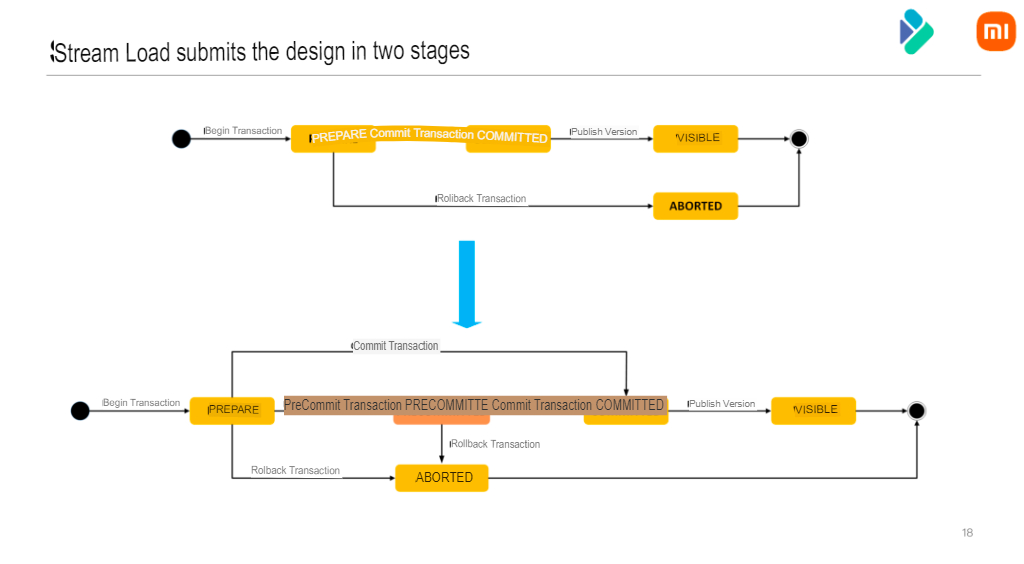 Stream Load submits the design in two stages
Begin Transaction
PREPARE Commit Transaction COMMITTED
Publish Version
VISIBLE
Roliback Transaction
ABORTED
Commit Transaction
Begin Transaction
PREPARE
PreCommit Transaction PRECOMMITTE Commit Transaction COMMITTED
Publish Version
VISIBLE
Rollback Transaction
Rolback Transaction
ABORTED
18